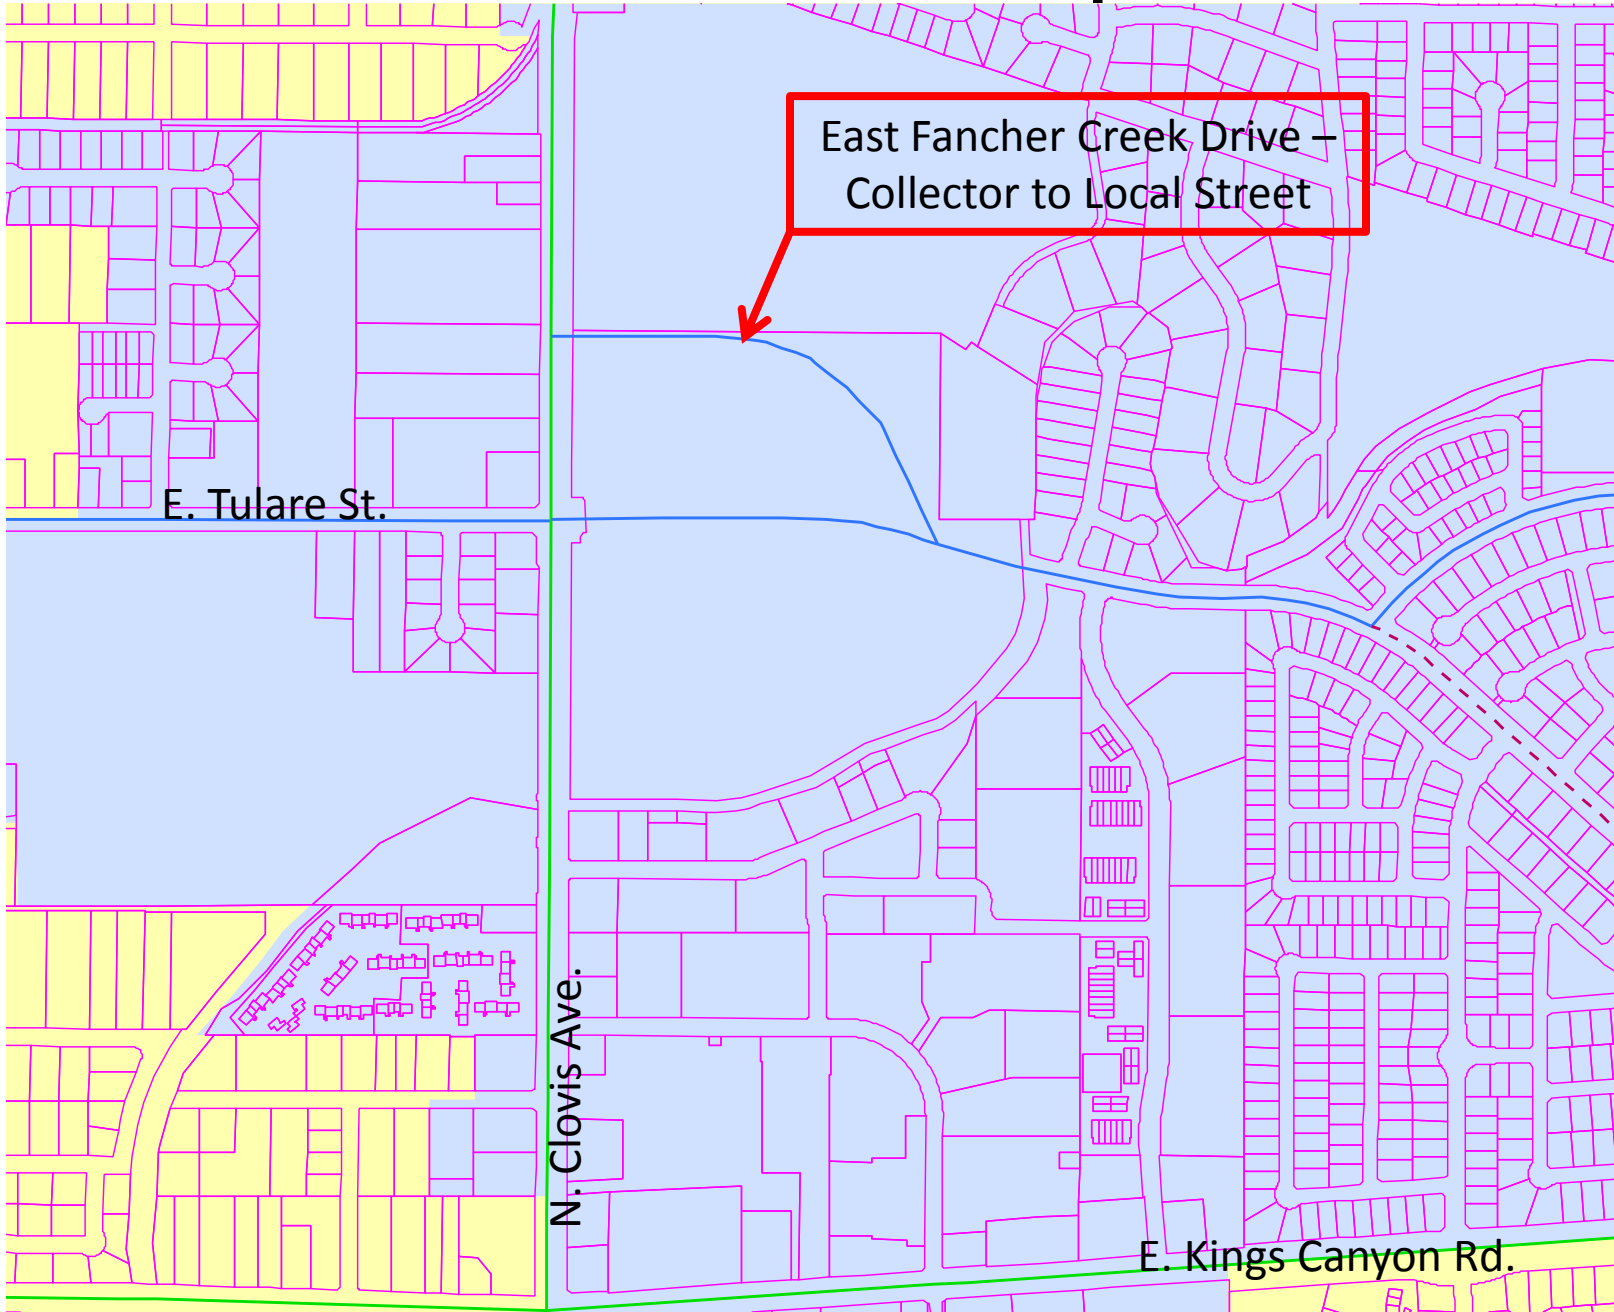 East Fancher Creek Drive –
Collector to Local Street
E. Tulare St.
N. Clovis Ave.
E. Kings Canyon Rd.